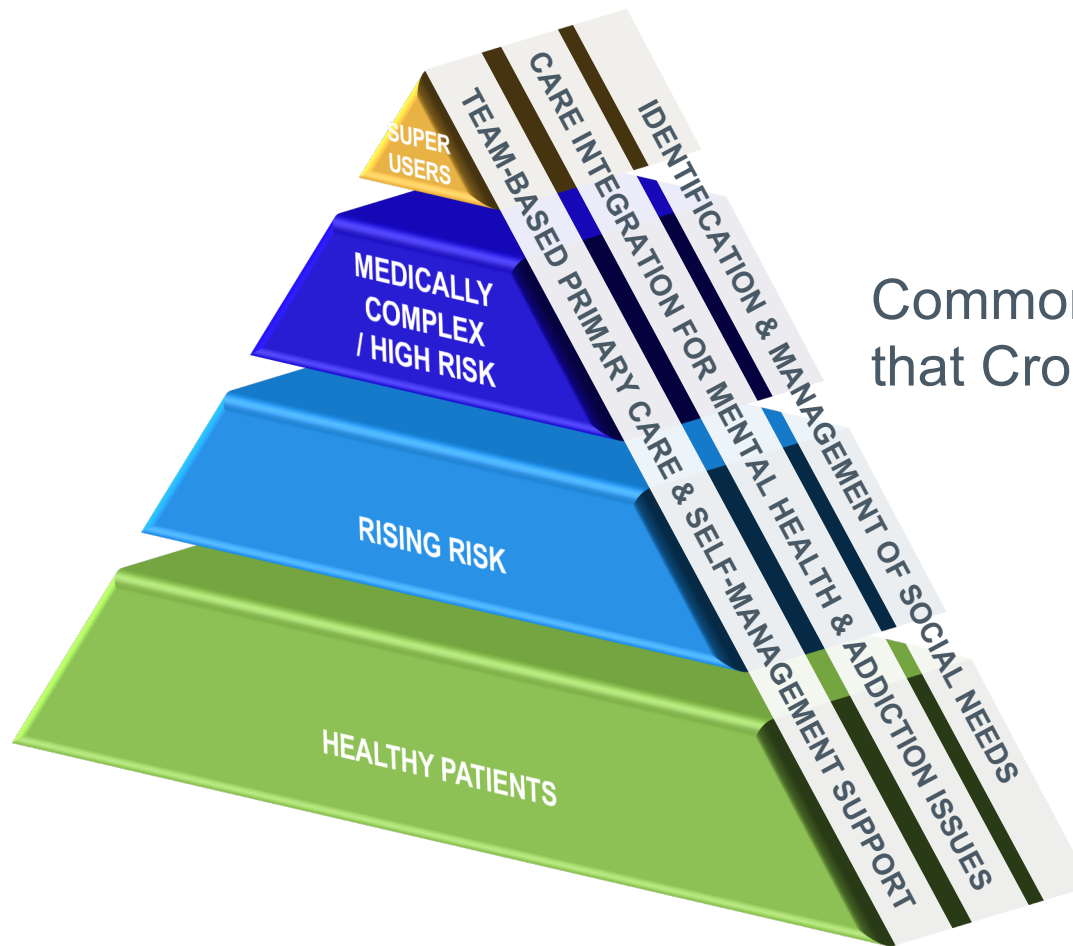 SUPER
USERS
MEDICALLY
COMPLEX
/ HIGH RISK
RISING RISK
HEALTHY PATIENTS
TEAM-BASED PRIMARY CARE & SELF-MANAGEMENT SUPPORT
CARE INTEGRATION FOR MENTAL HEALTH & ADDICTION ISSUES
IDENTIFICATION & MANAGEMENT OF SOCIAL NEEDS
that